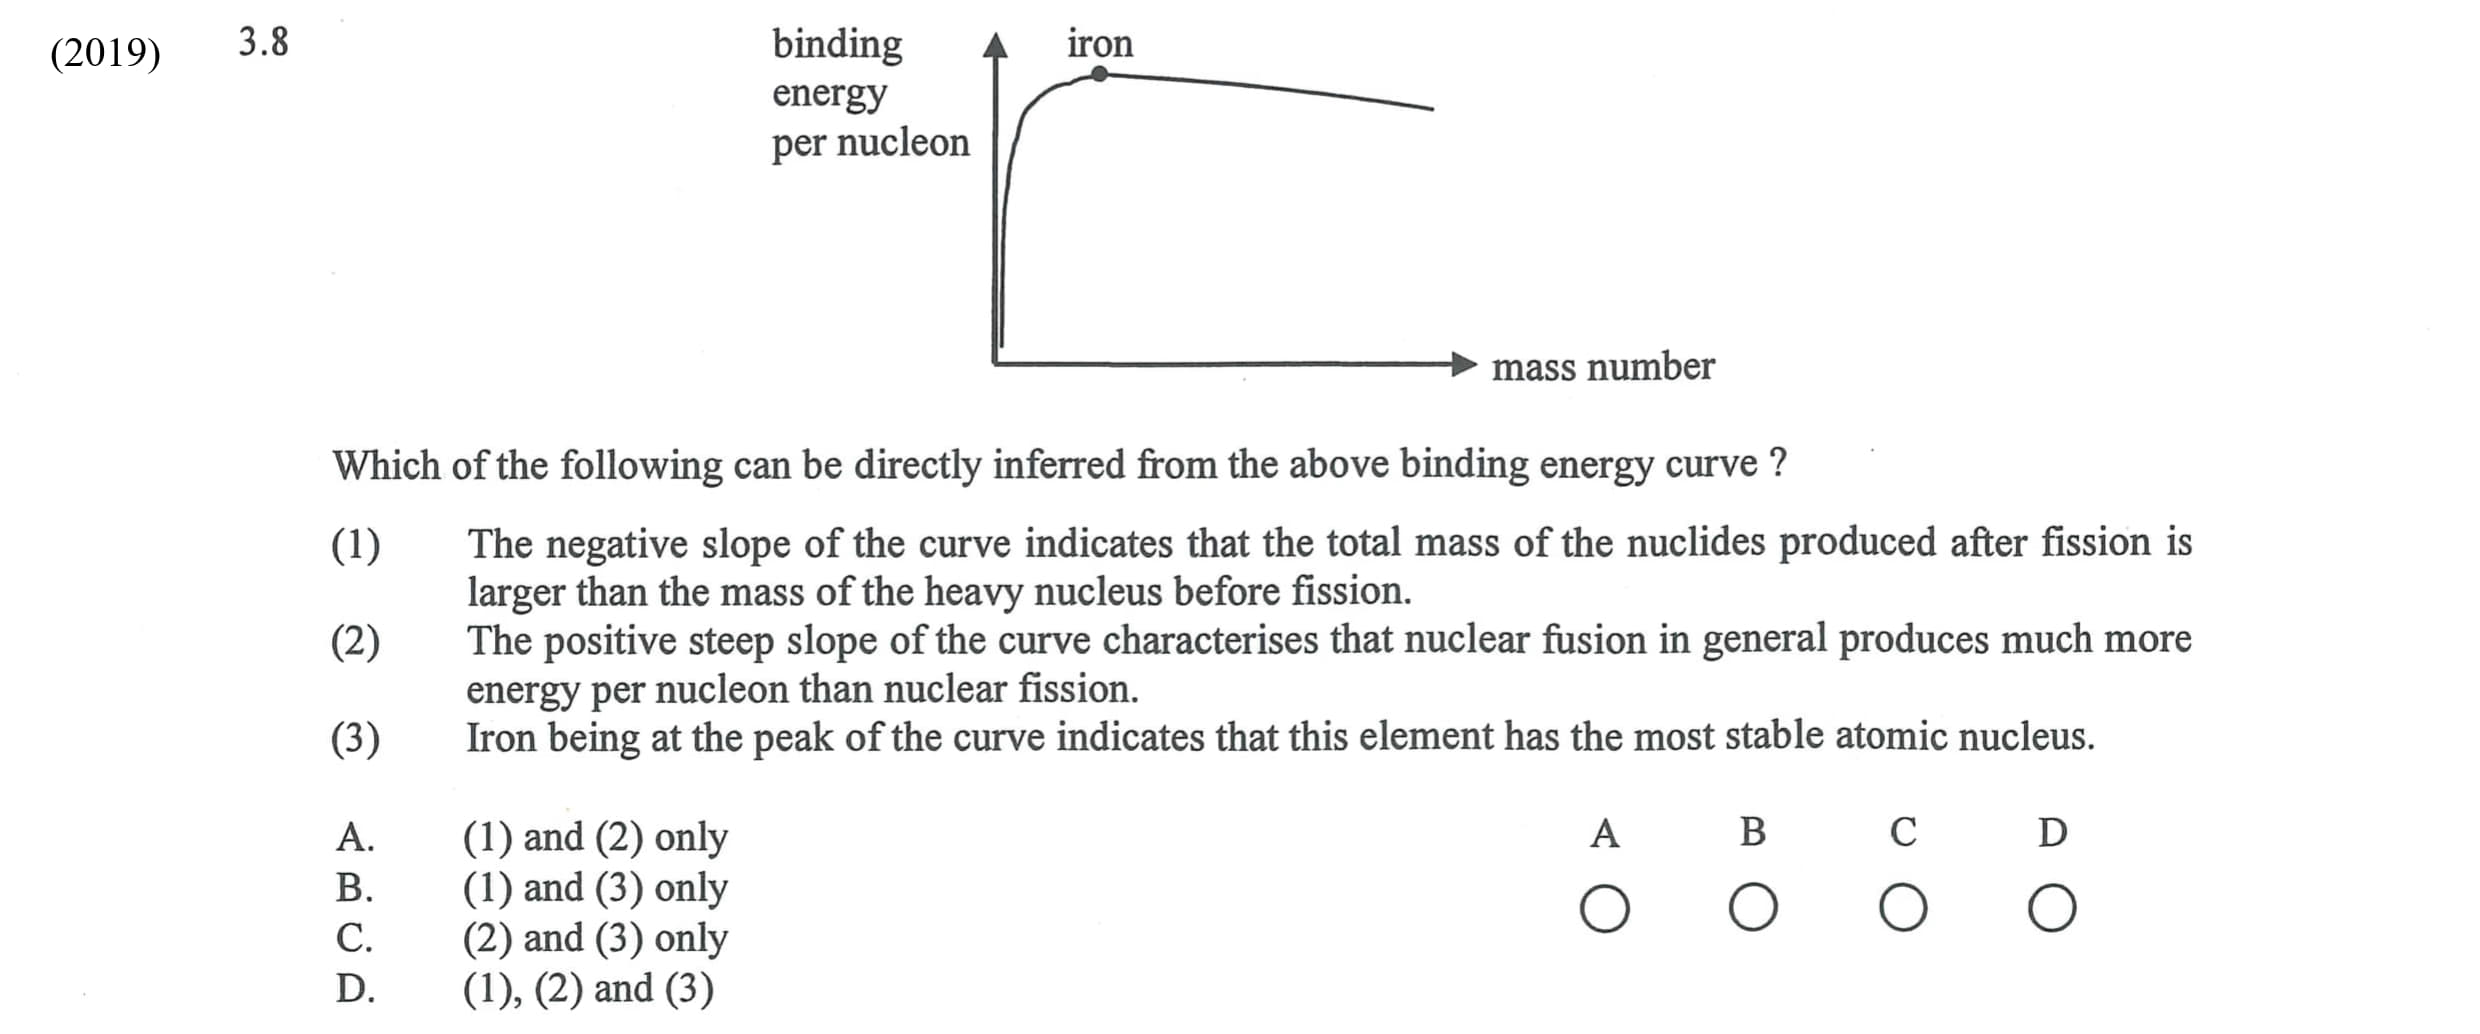 (2019) 3.8
binding
energy
per nucleon
iron
mass number
Which of the following can be directly inferred from the above binding energy curve ?
(1) The negative slope of the curve indicates that the total mass of the nuclides produced after fission is
larger than the mass of the heavy nucleus before fission.
(2) The positive steep slope of the curve characterises that nuclear fusion in general produces much more
energy per nucleon than nuclear fission.
(3) Iron being at the peak of the curve indicates that this element has the most stable atomic nucleus.
A. (1) and (2) only
B. (1) and (3) only
C. (2) and (3) only
D. (1), (2) and (3)
A B C D